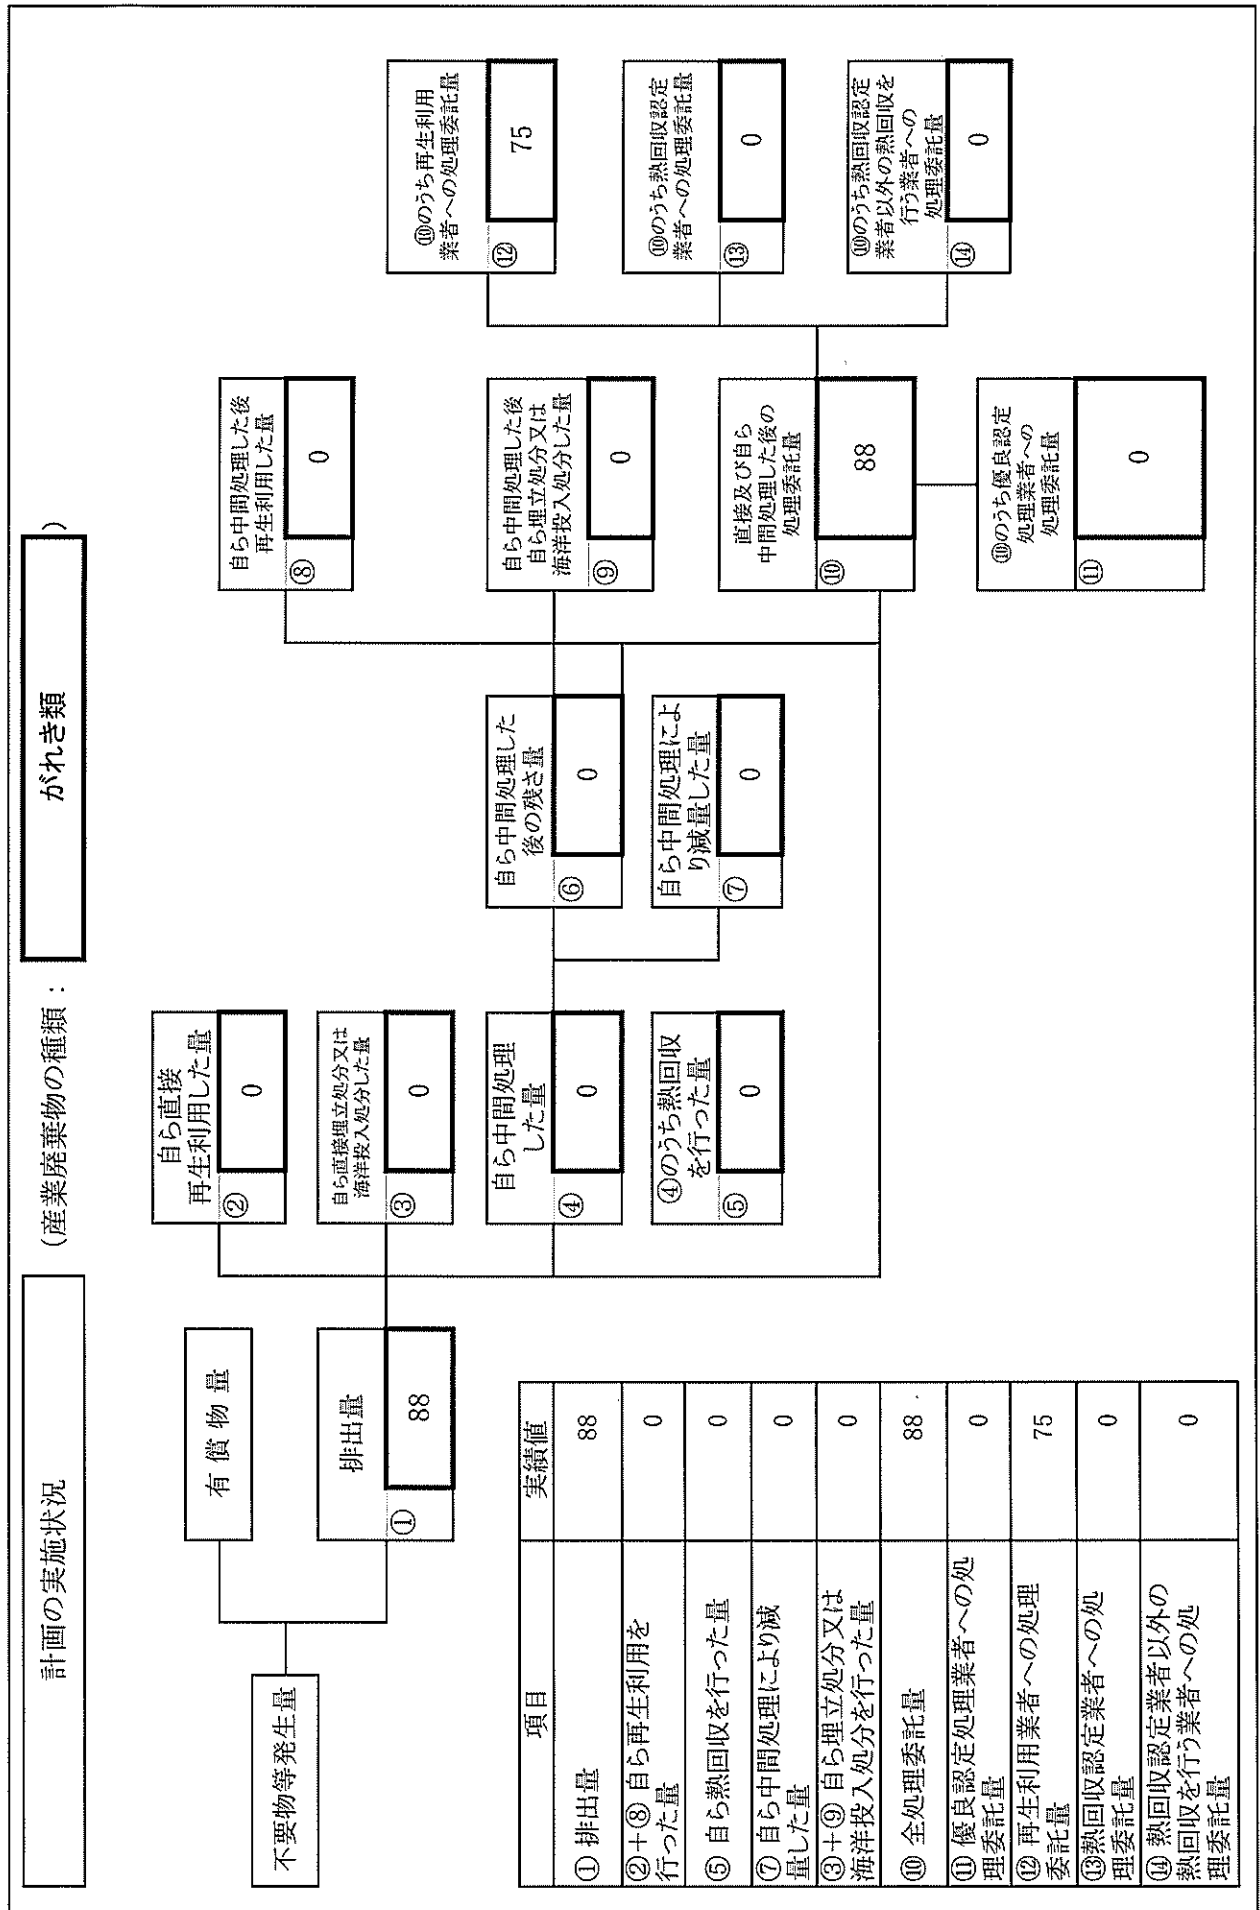 計画の実施状況
(産業廃棄物の種類:
がれき類
)
不要物等発生量
有償物量
排出量
①
88
自ら直接
再生利用した量
②
0
自ら直接埋立処分又は
海洋投入処分した量
③
0
自ら中間処理
した量
④
0
④のうち熱回収
を行った量
⑤
0
自ら中間処理した
後の残さ量
⑥
0
自ら中間処理によ
り減量した量
⑦
0
自ら中間処理した後
再生利用した量
⑧
0
自ら中間処理した後
自ら埋立処分又は
海洋投入処分した量
⑨
0
直接及び自ら
中間処理した後の
処理委託量
⑩
88
⑩のうち優良認定
処理業者への
処理委託量
⑪
0
⑩のうち再生利用
業者への処理委託量
⑫
75
⑩のうち熱回収認定
業者への処理委託量
⑬
0
⑩のうち熱回収認定
業者以外の熱回収を
行う業者への
処理委託量
⑭
0
項目 実績値
①排出量 88
②+⑧ 自ら再生利用を
行った量 0
⑤ 自ら熱回収を行った量 0
⑦ 自ら中間処理により減
量した量 0
③+⑨ 自ら埋立処分又は
海洋投入処分を行った量 0
⑩ 全処理委託量 88
⑪ 優良認定処理業者への処
理委託量 0
⑫ 再生利用業者への処理
委託量 75
⑬熱回収認定業者への処
理委託量 0
⑭ 熱回収認定業者以外の
熱回収を行う業者への処
理委託量 0